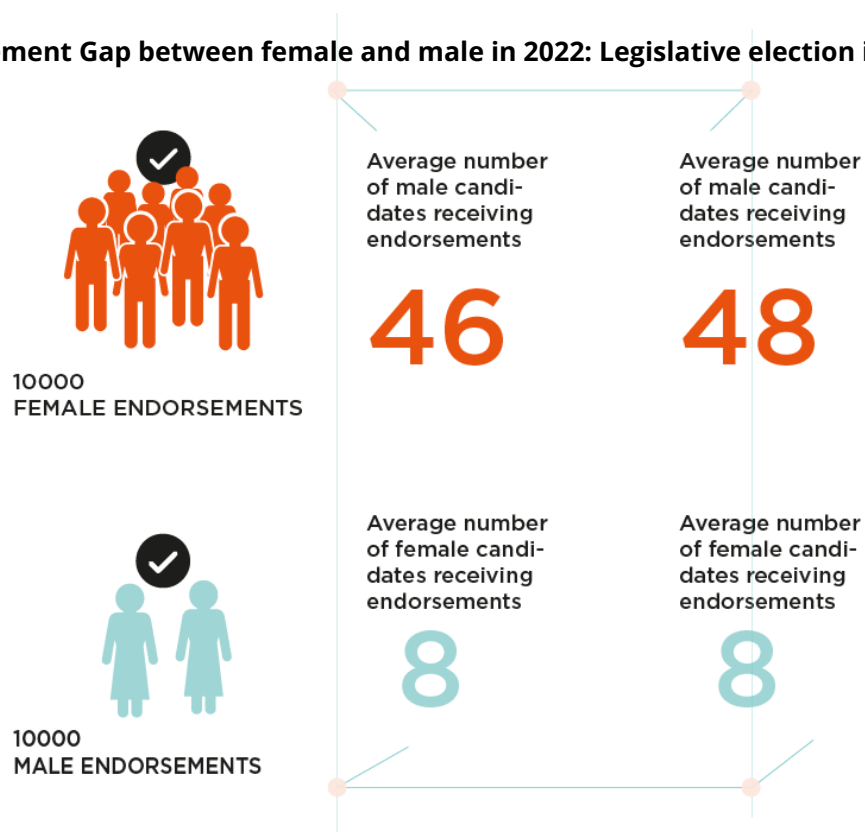 ment Gap between female and male in 2022: Legislative election i
Average number
of male candi-
dates receiving
endorsements
46
Average number
of male candi-
dates receiving
endorsements
48
10000
FEMALE ENDORSEMENTS
Average number
of female candi-
dates receiving
endorsements
8
Average number
of female candi-
dates receiving
endorsements
8
10000
MALE ENDORSEMENTS